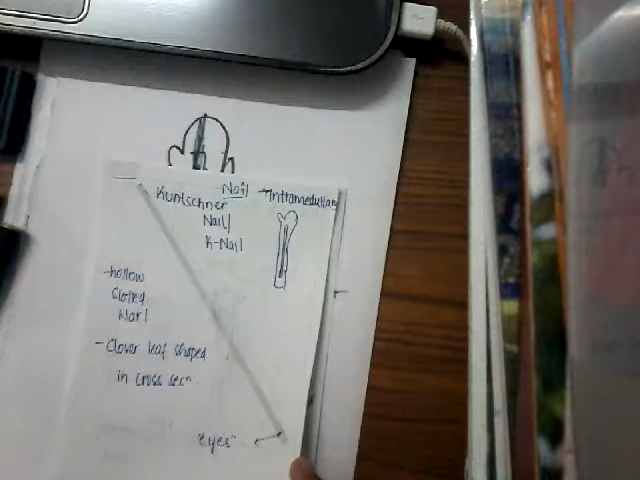 Nail → Intramedullary
Kuntschner
Nail/
K-Nail
-hollow
slotted
Nail
- Clover leaf shaped
in cross secⁿ.
"eyes"